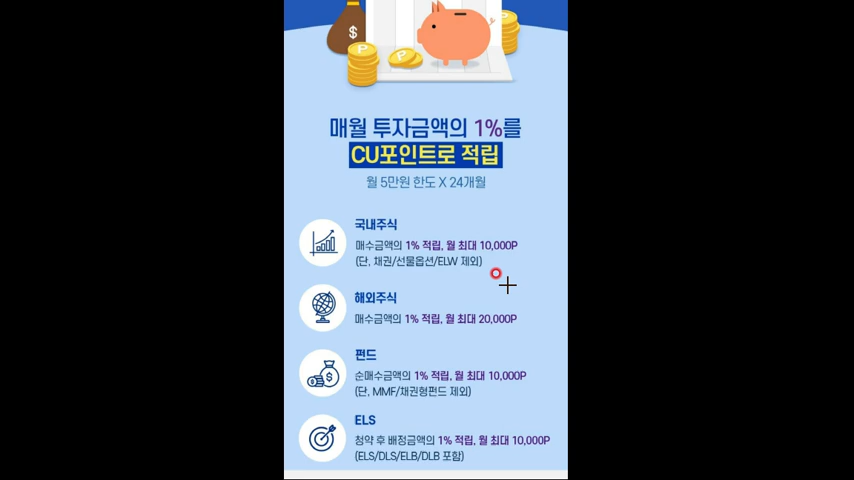 $
P
P
P
매월 투자금액의 1%를
CU포인트로 적립
월 5만원 한도 X 24개월
국내주식
매수금액의 1% 적립, 월 최대 10,000P
(단, 채권/선물옵션/ELW 제외)
해외주식
매수금액의 1% 적립, 월 최대 20,000P
펀드
순매수금액의 1% 적립, 월 최대 10,000P
(단, MMF/채권형펀드 제외)
$
ELS
청약 후 배정금액의 1% 적립, 월 최대 10,000P
(ELS/DLS/ELB/DLB 포함)